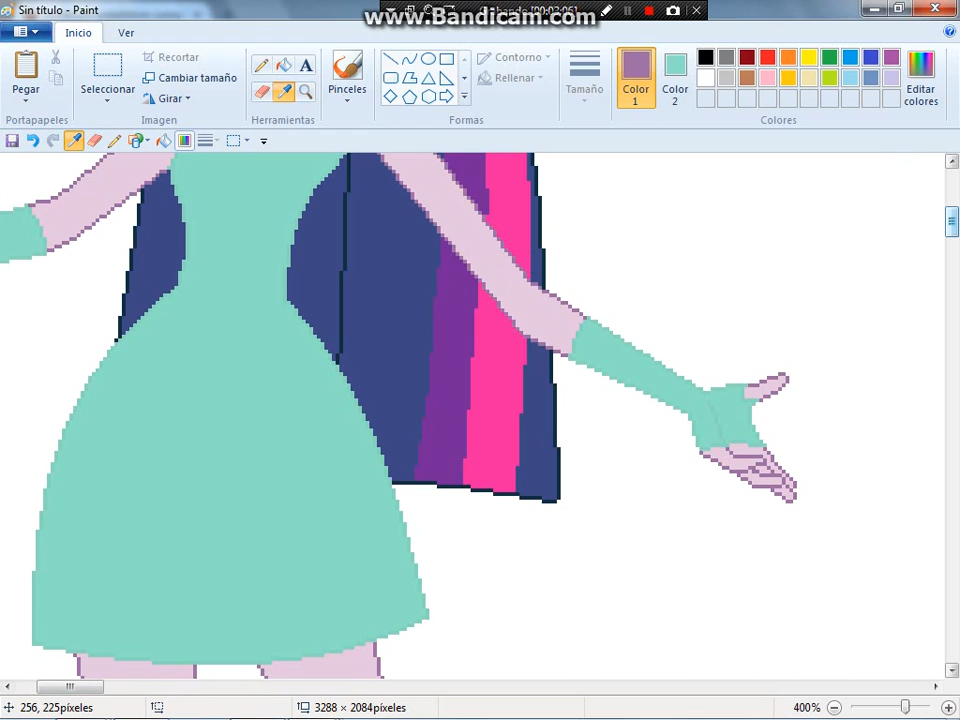 Sin título - Paint
www.Bandicam.com
Inicio
Ver
Pegar
Portapapeles
Seleccionar
Recortar
Cambiar tamaño
Girar
Imagen
A
Herramientas
Pinceles
Contorno
Rellenar
Formas
Tamaño
Color
1
Color
2
Editar
colores
Colores
256, 225píxeles
3288 × 2084píxeles
400%